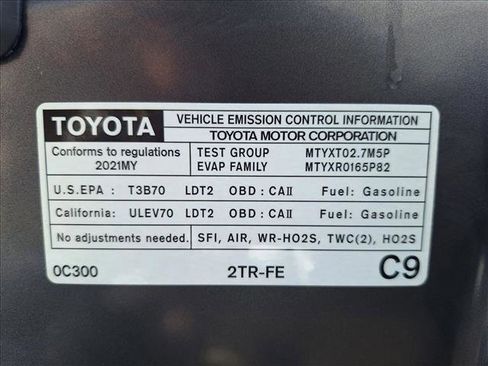 TOYOTA
VEHICLE EMISSION CONTROL INFORMATION
TOYOTA MOTOR CORPORATION
Conforms to regulations
2021MY
TEST GROUP MTYXT02.7M5P
EVAP FAMILY MTYXR0165P82
U.S.EPA : T3B70 LDT2 OBD : CAII Fuel: Gasoline
California: ULEV70 LDT2 OBD : CAII Fuel: Gasoline
No adjustments needed. SFI, AIR, WR-HO2S, TWC(2), HO2S
0C300 2TR-FE C9